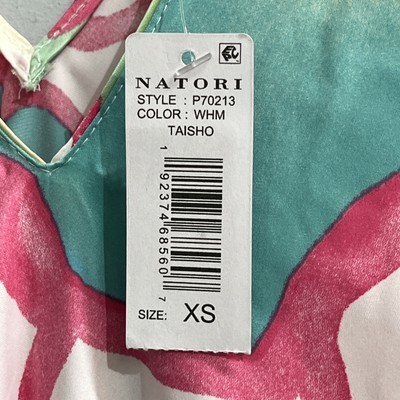 NATORI
STYLE : P70213
COLOR : WHM
TAISHO
1 92374 68560 7
SIZE: XS